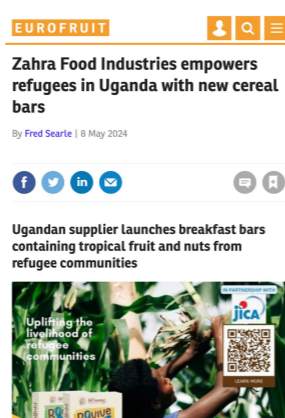 EUROFRUIT
Zahra Food Industries empowers
refugees in Uganda with new cereal
bars
By Fred Searle | 8 May 2024
Ugandan supplier launches breakfast bars
containing tropical fruit and nuts from
refugee communities
IN PARTNERSHIP WITH
jICA
Uplifting the
livelihood of
refugee
communities
LEARN MORE